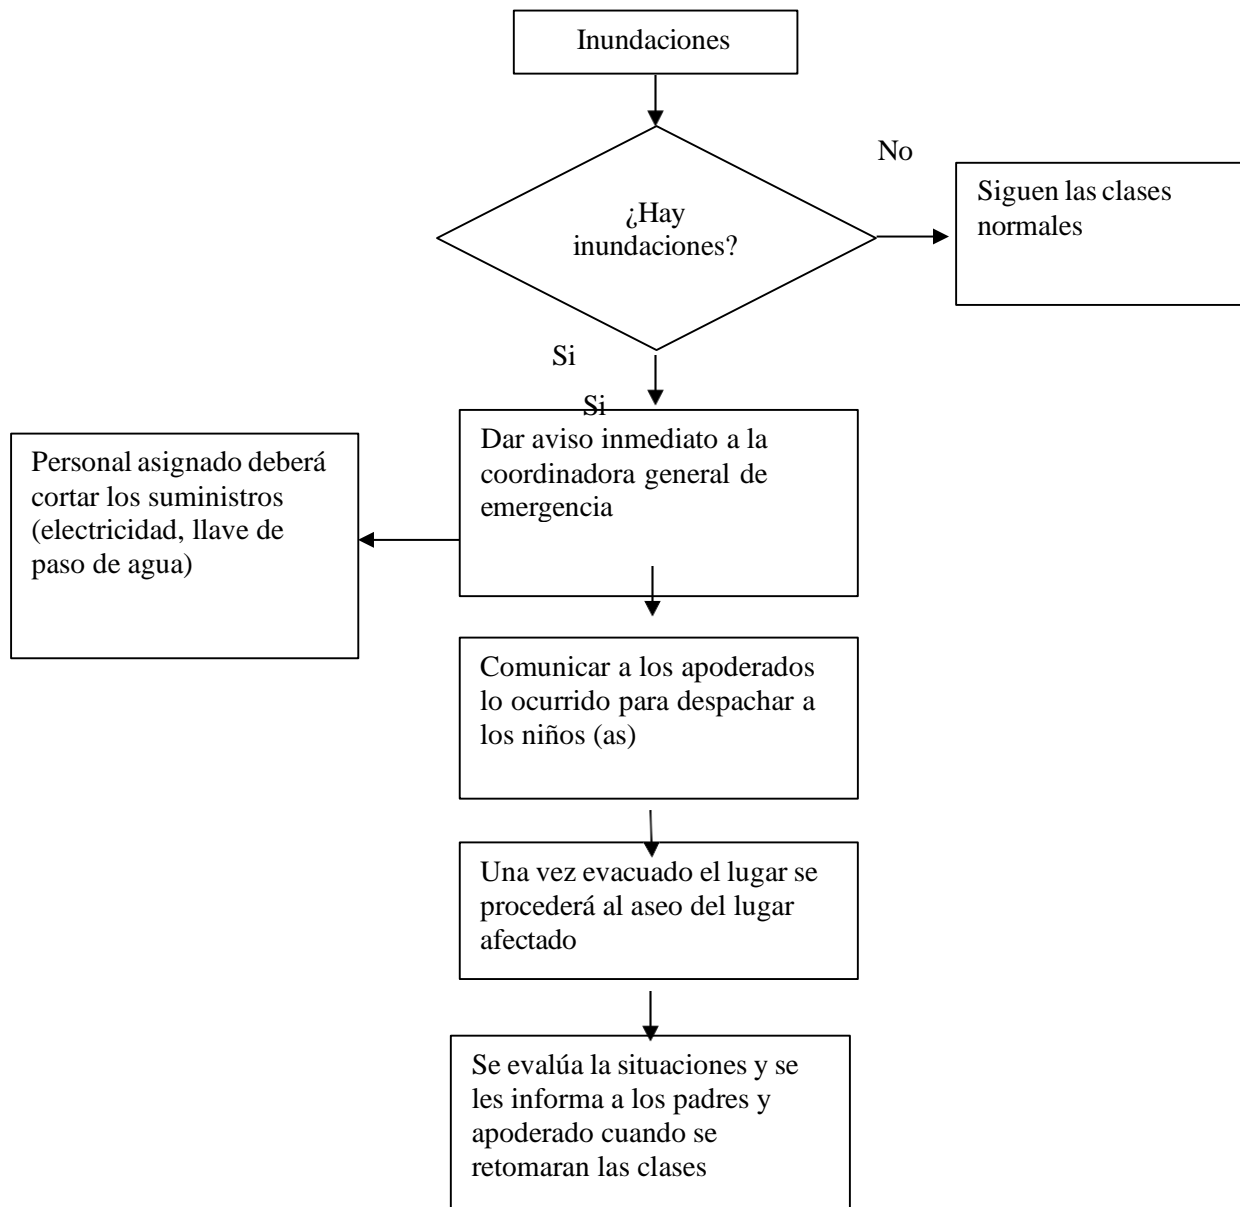 Inundaciones
No
¿Hay
inundaciones?
Siguen las clases
normales
Si
Si
Dar aviso inmediato a la
coordinadora general de
emergencia
Personal asignado deberá
cortar los suministros
(electricidad, llave de
paso de agua)
Comunicar a los apoderados
lo ocurrido para despachar a
los niños (as)
Una vez evacuado el lugar se
procederá al aseo del lugar
afectado
Se evalúa la situaciones y se
les informa a los padres y
apoderado cuando se
retomaran las clases